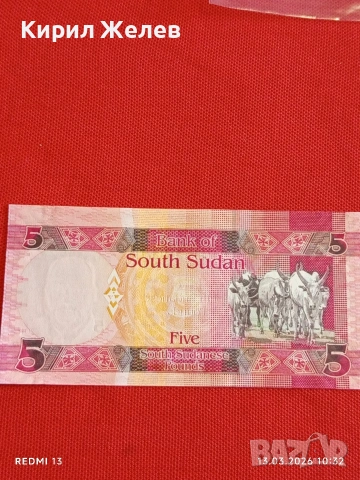 Кирил Желев
5
5
Bank of
South Sudan
Five
South Sudanese
Pounds
5
5
REDMI 13
13.03.2026 10:32
BAZAR